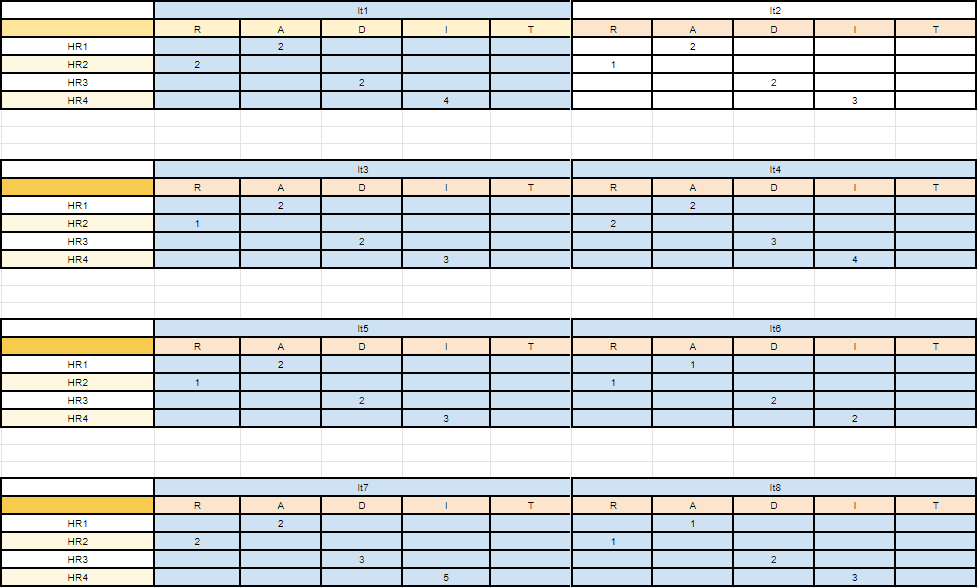 It1 It2
R A D I T R A D I T
HR1 2 2
HR2 2 1
HR3 2 2
HR4 4 3
It3 It4
R A D I T R A D I T
HR1 2 2
HR2 1 2
HR3 2 3
HR4 3 4
It5 It6
R A D I T R A D I T
HR1 2 1
HR2 1 1
HR3 2 2
HR4 3 2
It7 It8
R A D I T R A D I T
HR1 2 1
HR2 2 1
HR3 3 2
HR4 5 3